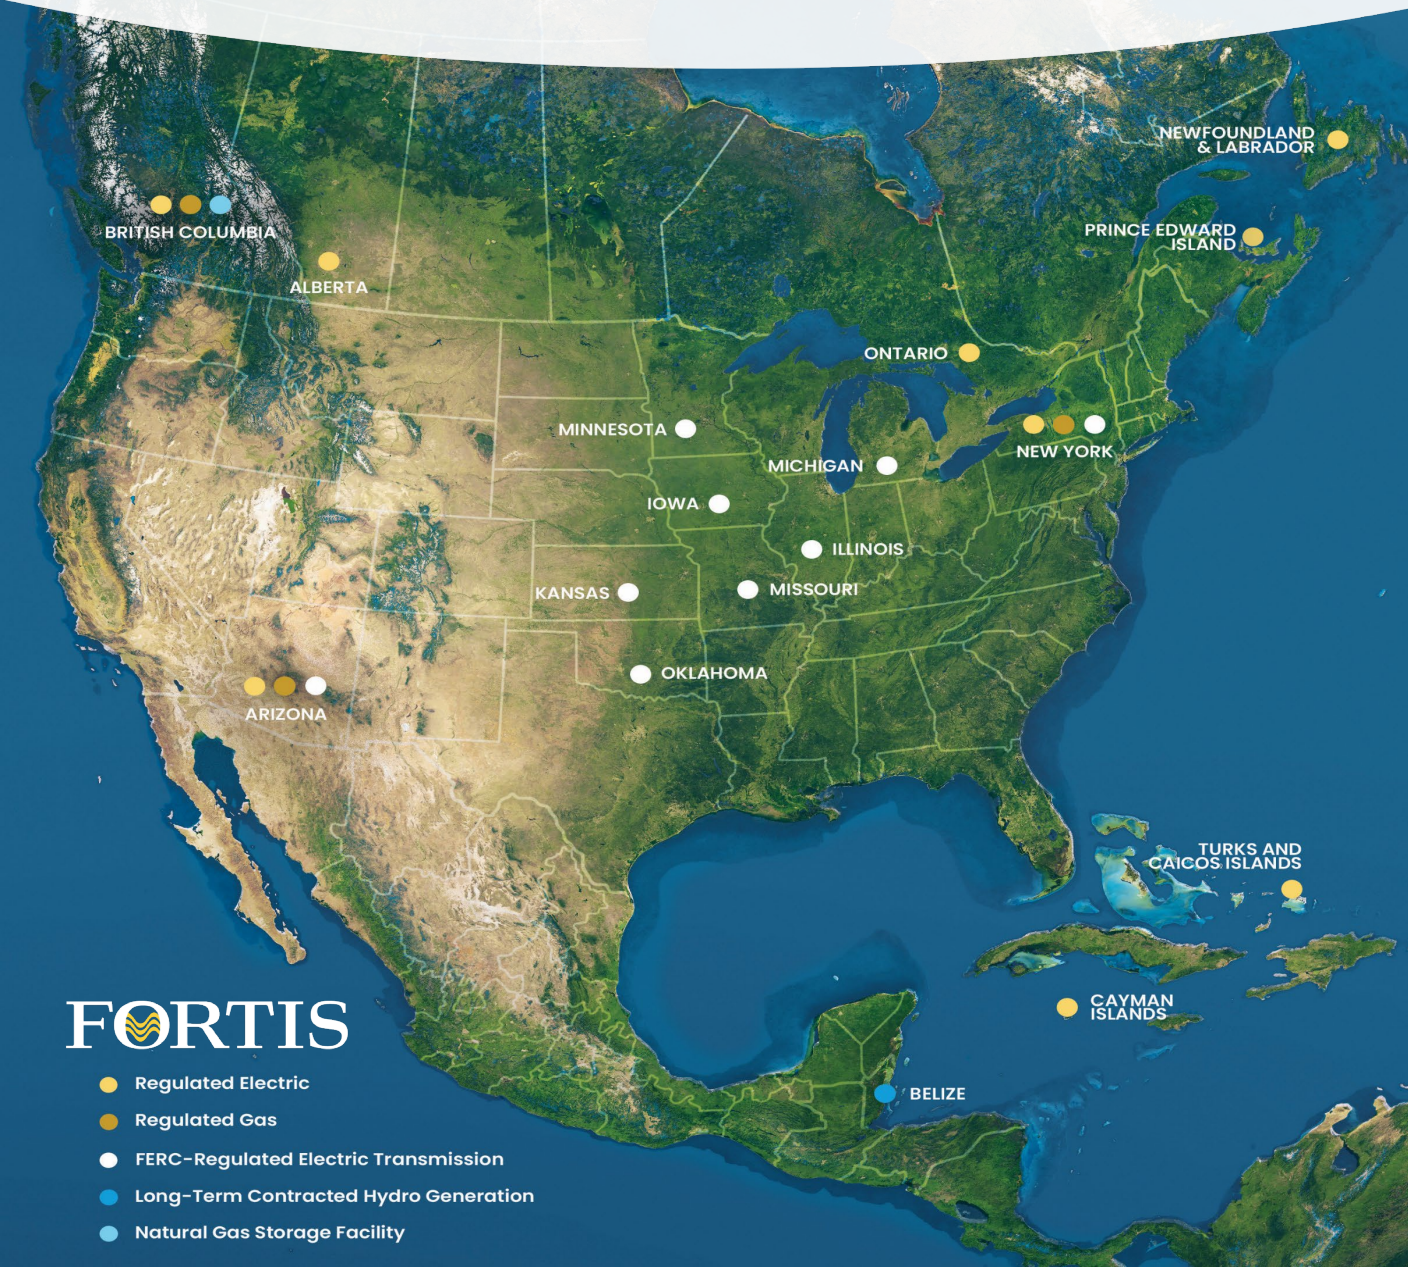 NEWFOUNDLAND
& LABRADOR
PRINCE EDWARD
ISLAND
BRITISH COLUMBIA
ALBERTA
ONTARIO
MINNESOTA
NEW YORK
MICHIGAN
IOWA
ILLINOIS
KANSAS
MISSOURI
OKLAHOMA
ARIZONA
TURKS AND
CAICOS ISLANDS
CAYMAN
ISLANDS
BELIZE
FORTIS
Regulated Electric
Regulated Gas
FERC-Regulated Electric Transmission
Long-Term Contracted Hydro Generation
Natural Gas Storage Facility